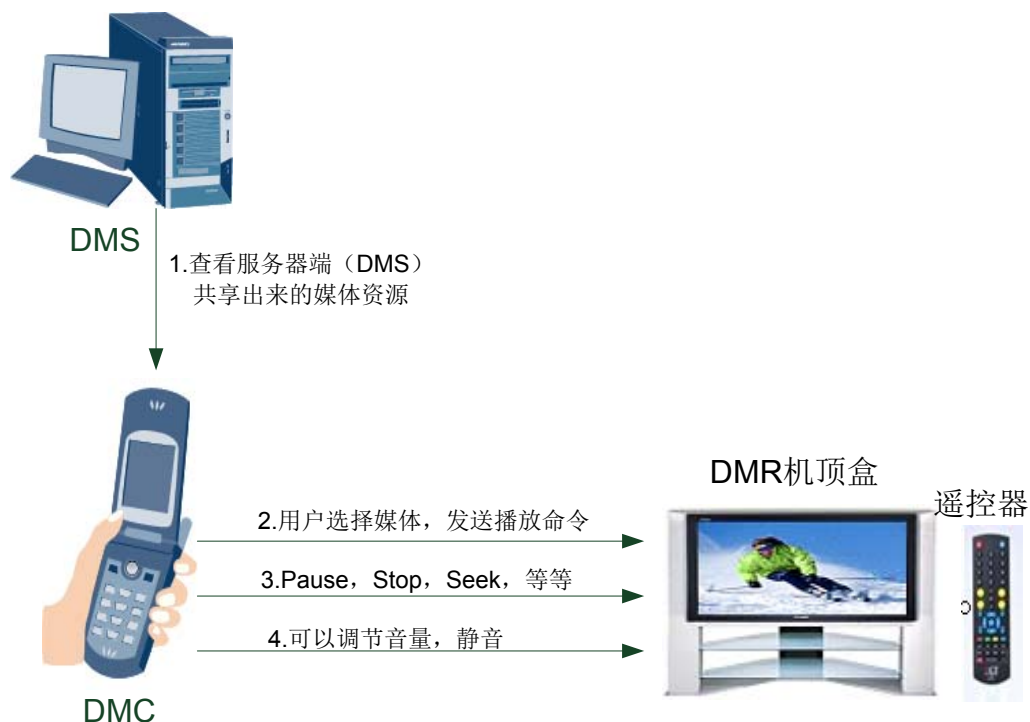 DMS
1.查看服务器端（DMS）
共享出来的媒体资源
DMR机顶盒
遥控器
2.用户选择媒体，发送播放命令
3.Pause，Stop，Seek，等等
4.可以调节音量，静音
DMC